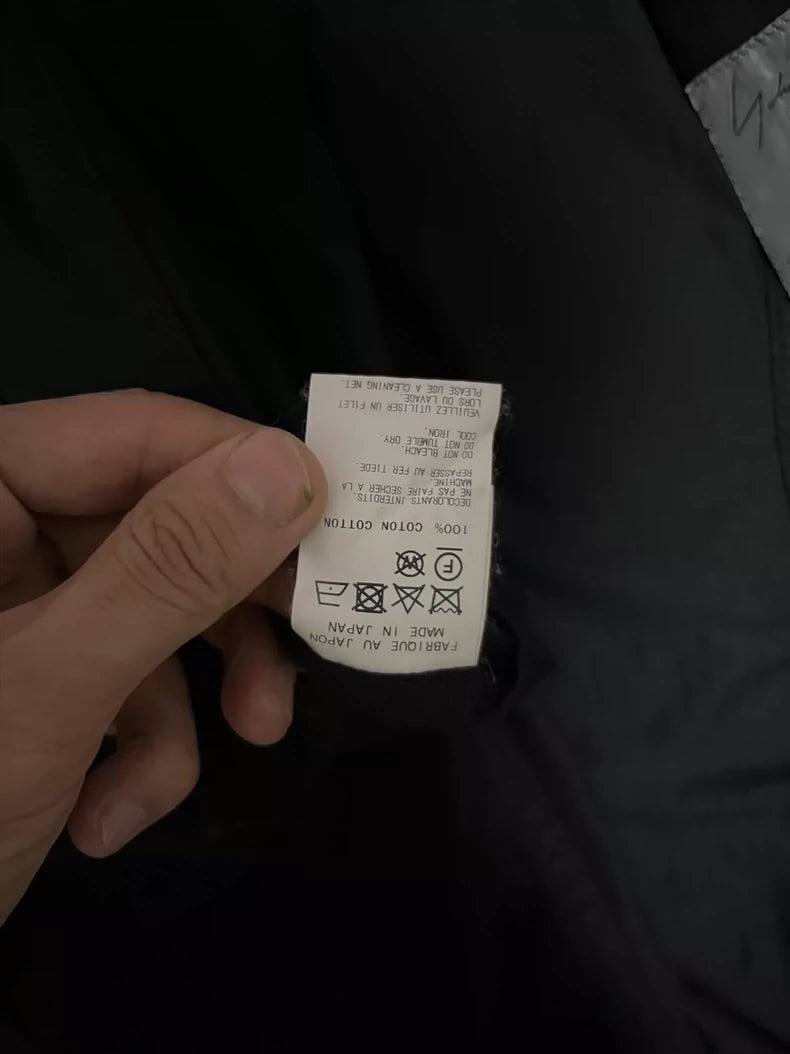 FABRIQUE AU JAPON
MADE IN JAPAN
F W
100% COTON COTTON
DECOLORANTS INTERDITS.
NE PAS FAIRE SECHER A LA
MACHINE.
REPASSER AU FER TIEDE.
DO NOT BLEACH.
DO NOT TUMBLE DRY.
COOL IRON.
VEUILLEZ UTILISER UN FILET
LORS DU LAVAGE.
PLEASE USE A CLEANING NET.